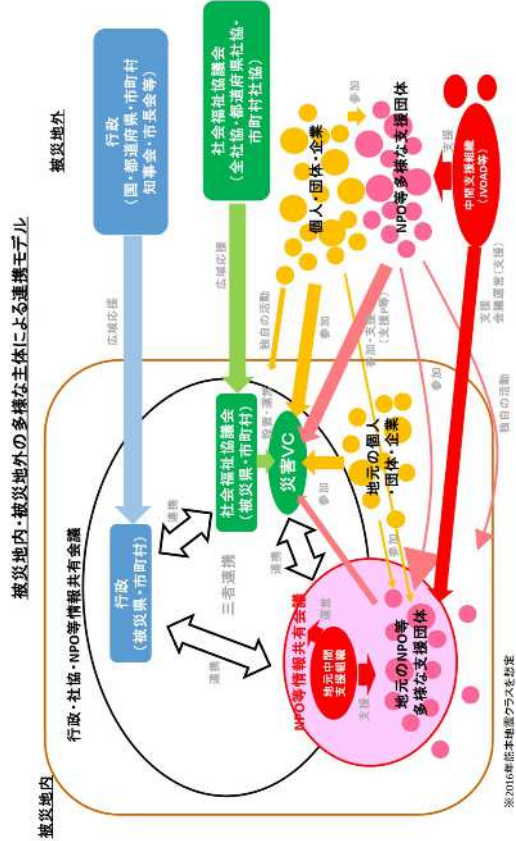 被災地内・被災地外の多様な主体による連携モデル
被災地内
被災地外
行政・社協・NPO等情報共有会議
行政
(被災県・市町村)
広域応援
行政
(国・都道府県・市町村
知事会・市長会等)
連携
連携
三者連携
社会福祉協議会
(被災県・市町村)
広域応援
社会福祉協議会
(全社協・都道府県社協・
市町村社協)
設置・運営
災害VC
連携
独自の活動
参加
個人・団体・企業
参加
参加・支援
(支援P等)
NPO等多様な支援団体
参加
地元の個人
・団体・企業
参加
NPO等情報共有会議
運営
地元中間
支援組織
支援
地元のNPO等
多様な支援団体
参加
支援
中間支援組織
(JVOAD等)
支援
会議運営(支援)
独自の活動
※2016年熊本地震クラスを想定